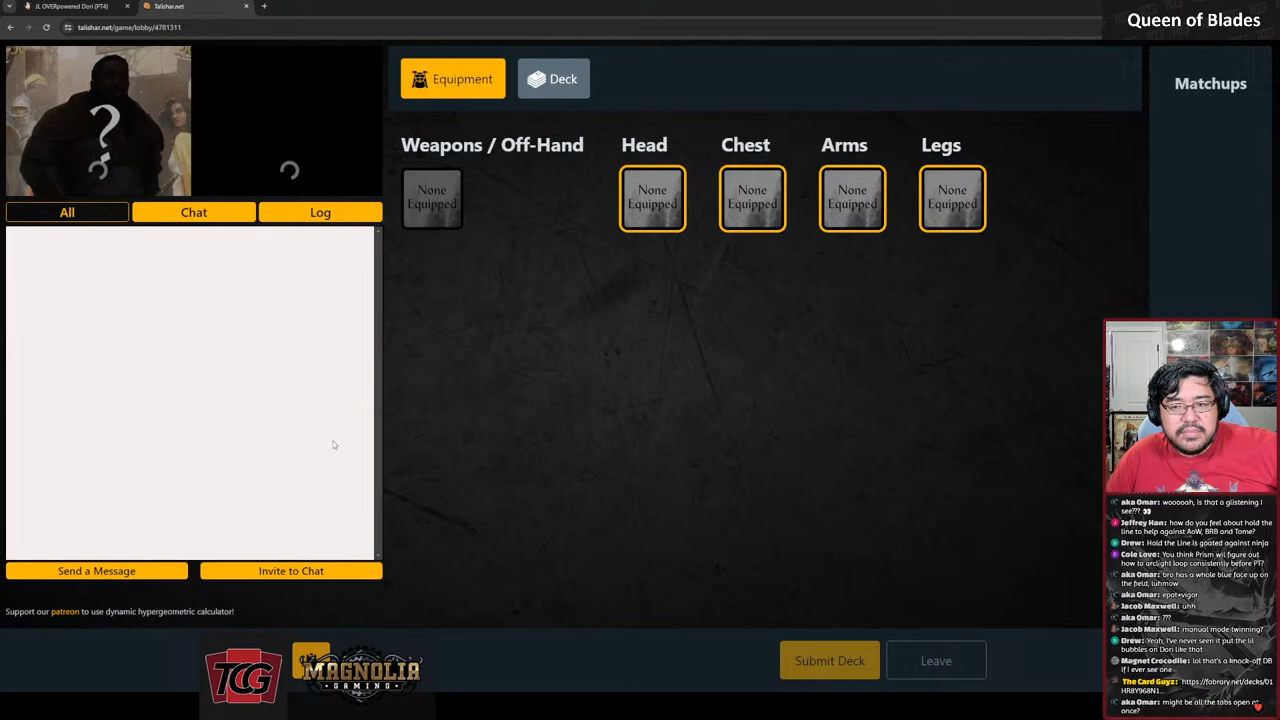 JL OVERpowered Dori (PT4)
Talishar.net
talishar.net/game/lobby/4781311
Queen of Blades
Equipment
Deck
Matchups
Weapons / Off-Hand
Head
Chest
Arms
Legs
None
Equipped
None
Equipped
None
Equipped
None
Equipped
None
Equipped
?
All
Chat
Log
Send a Message
Invite to Chat
Support our patreon to use dynamic hypergeometric calculator!
Submit Deck
Leave
TCG
MAGNOLIA
GAMING
aka Omar: wooooah, is that a glistening I
see???
Jeffrey Han: how do you feel about hold the
line to help against AoW, BRB and Tome?
Drew: Hold the Line is goated against ninja
Cole Love: You think Prism wil figure out
how to arclight loop consistently before PT?
aka Omar: bro has a whole blue face up on
the field, luhmow
aka Omar: epot+vigor
Jacob Maxwell: uhh
aka Omar: ???
Jacob Maxwell: manual mode twinning?
Drew: Yeah, I've never seen it put the lil
bubbles on Dori like that
Magnet Crocodile: lol that's a knock-off DB
if I ever see one
The Card Guyz: https://fabrary.net/decks/01
HR8Y968N1...
aka Omar: might be all the tabs open at
once?